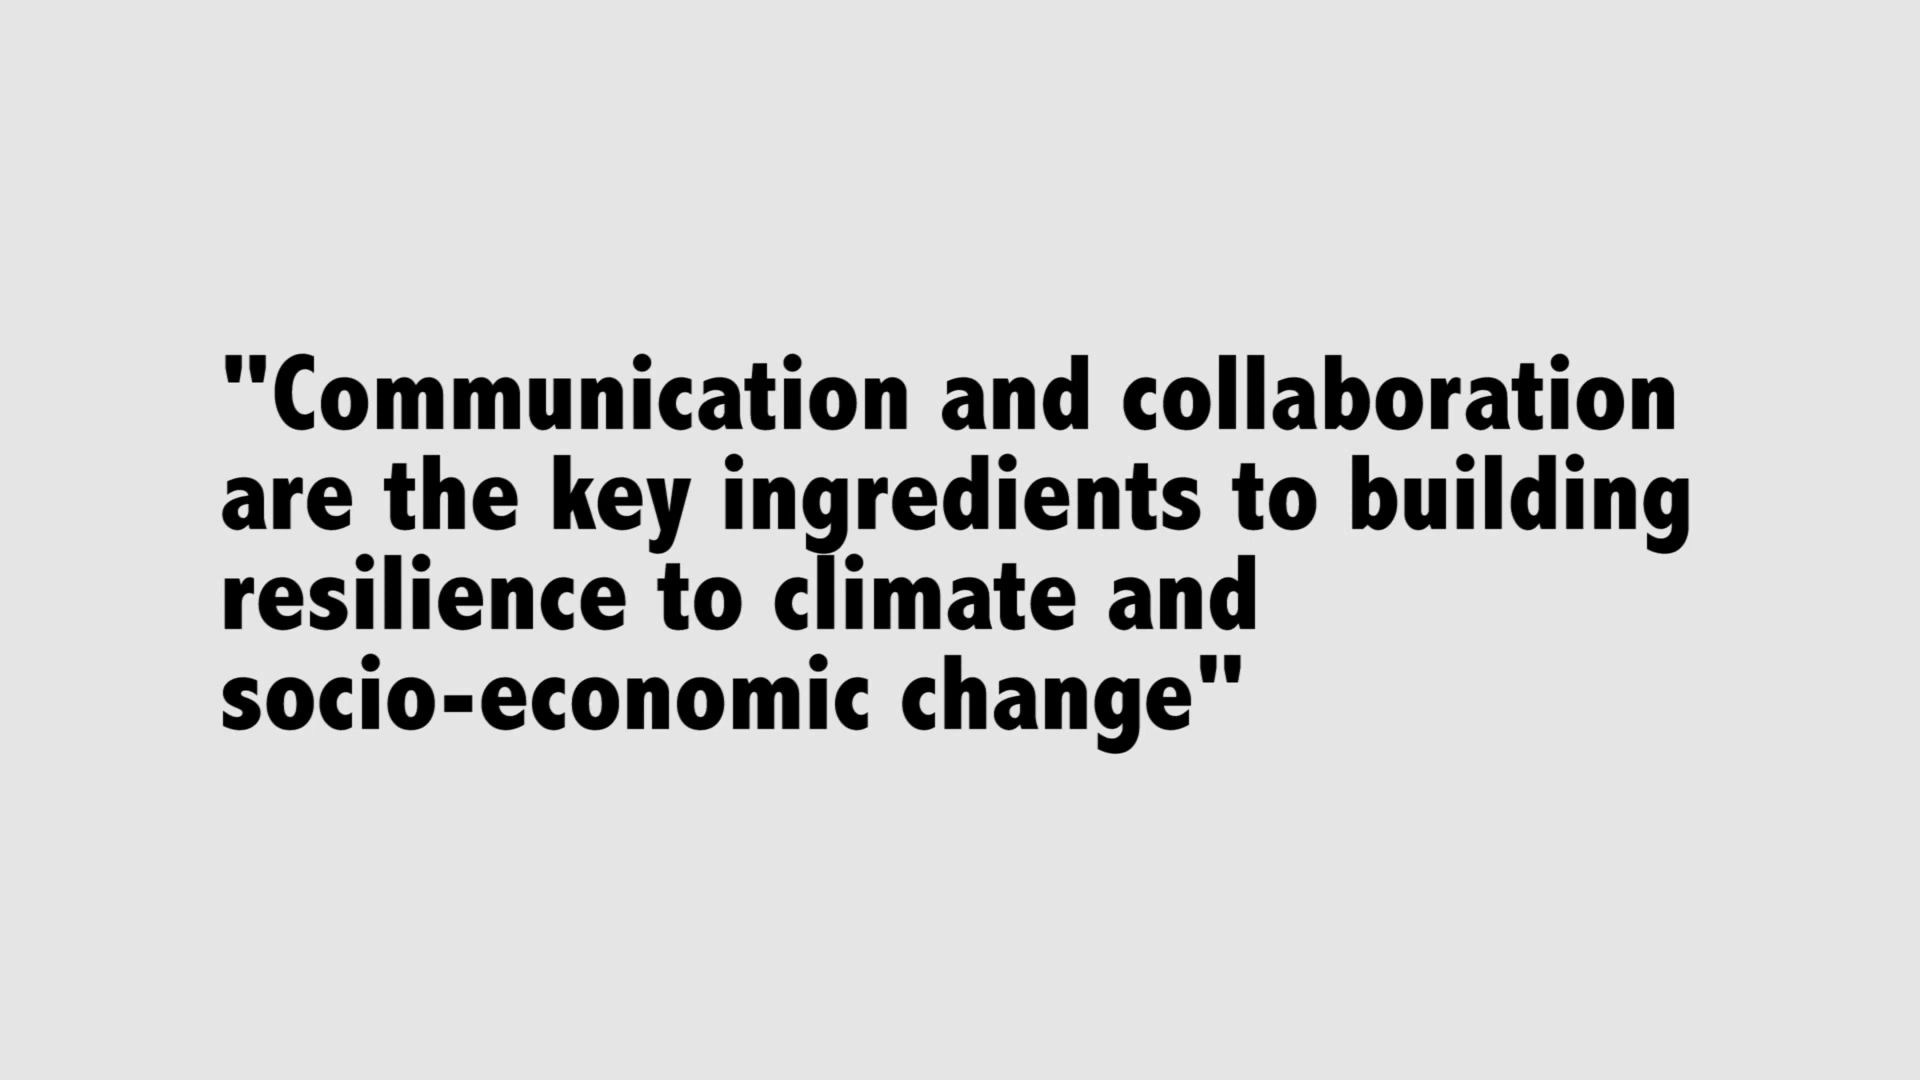 "Communication and collaboration
are the key ingredients to building
resilience to climate and
socio-economic change"